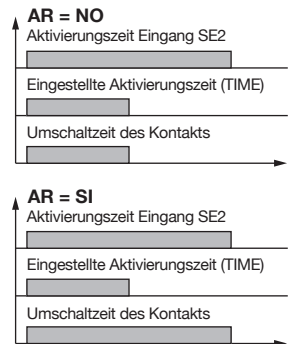 AR = NO
Aktivierungszeit Eingang SE2
Eingestellte Aktivierungszeit (TIME)
Umschaltzeit des Kontakts
AR = SI
Aktivierungszeit Eingang SE2
Eingestellte Aktivierungszeit (TIME)
Umschaltzeit des Kontakts